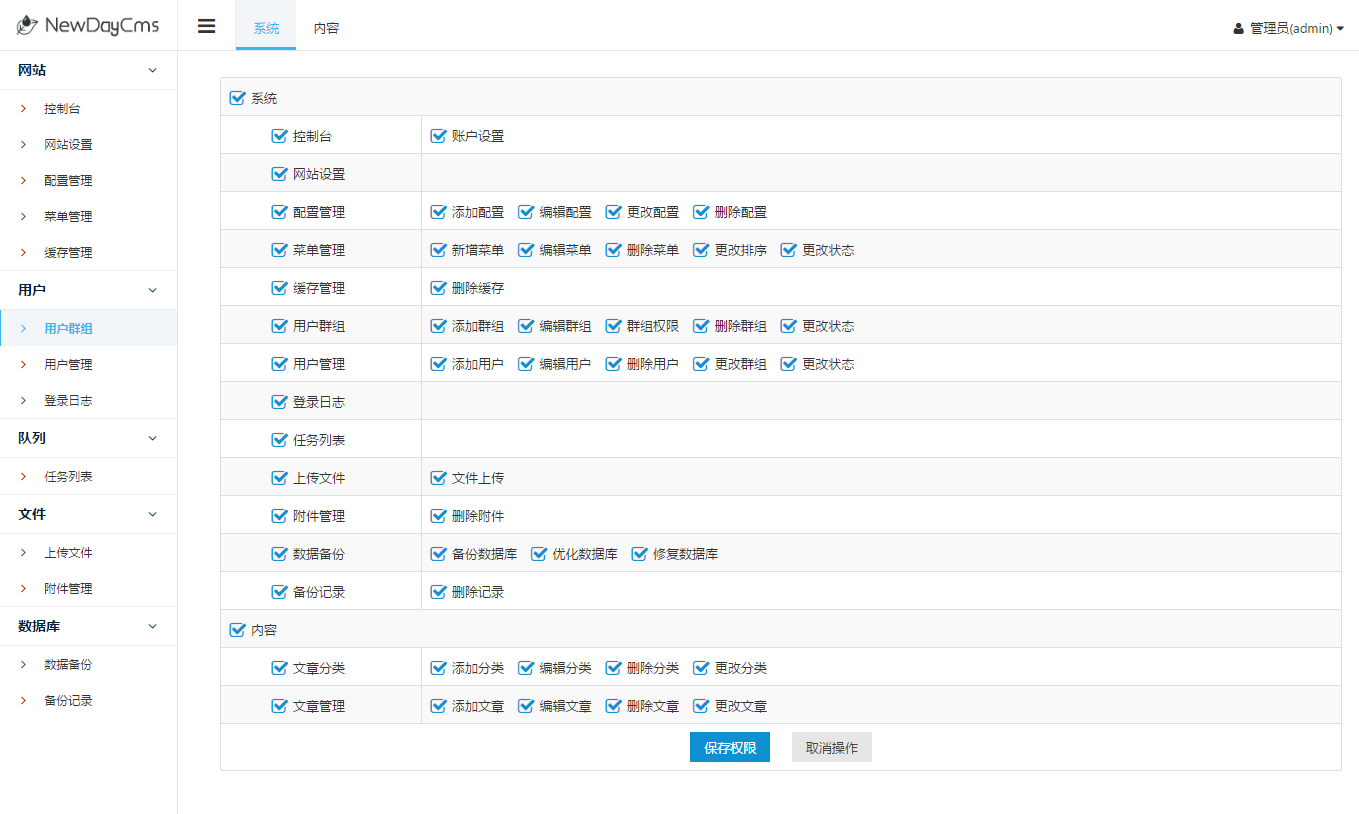 NewDayCms
系统 内容
管理员(admin)
网站
控制台
网站设置
配置管理
菜单管理
缓存管理
用户
用户群组
用户管理
登录日志
队列
任务列表
文件
上传文件
附件管理
数据库
数据备份
备份记录
系统
控制台 账户设置
网站设置
配置管理 添加配置 编辑配置 更改配置 删除配置
菜单管理 新增菜单 编辑菜单 删除菜单 更改排序 更改状态
缓存管理 删除缓存
用户群组 添加群组 编辑群组 群组权限 删除群组 更改状态
用户管理 添加用户 编辑用户 删除用户 更改群组 更改状态
登录日志
任务列表
上传文件 文件上传
附件管理 删除附件
数据备份 备份数据库 优化数据库 修复数据库
备份记录 删除记录
内容
文章分类 添加分类 编辑分类 删除分类 更改分类
文章管理 添加文章 编辑文章 删除文章 更改文章
保存权限 取消操作